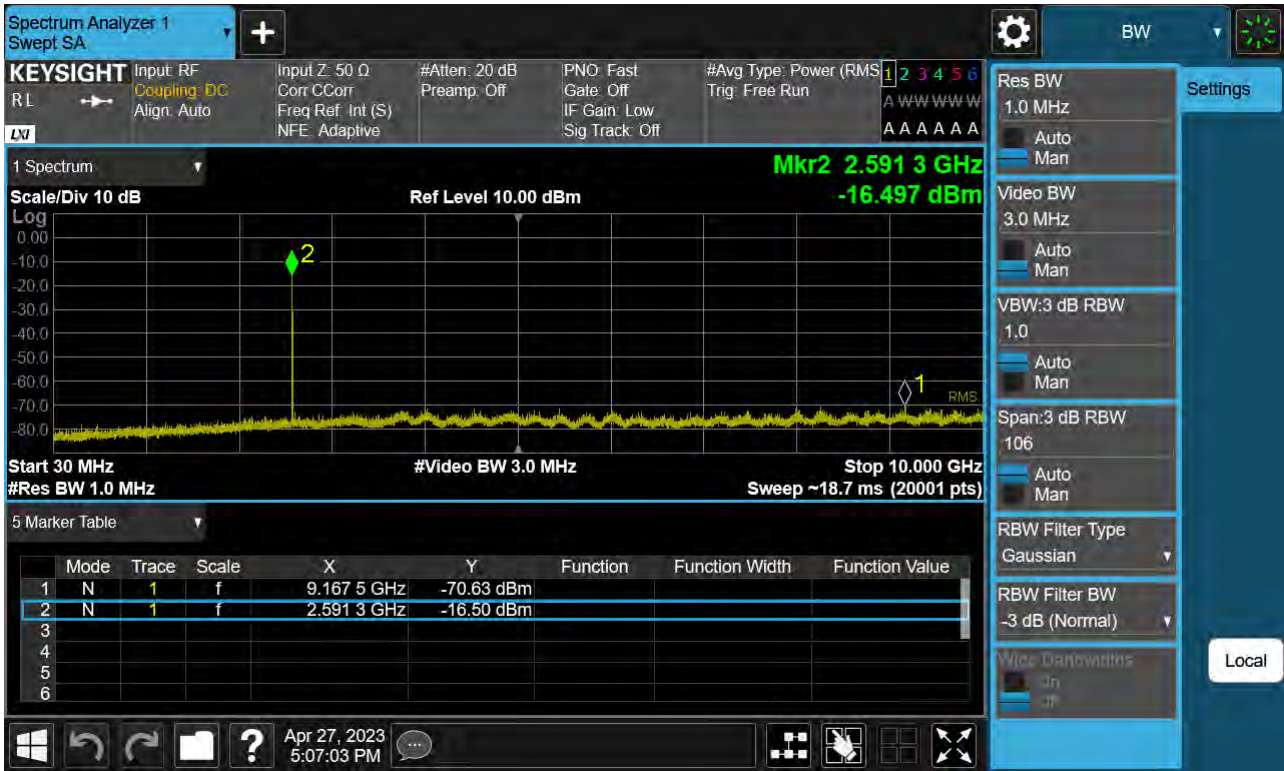 Spectrum Analyzer 1
Swept SA
+
BW
KEYSIGHT
RL
LXI
Input: RF
Coupling: DC
Align: Auto
Input Z: 50 Ω
Corr CCorr
Freq Ref: Int (S)
NFE: Adaptive
#Atten: 20 dB
Preamp: Off
PNO: Fast
Gate: Off
IF Gain: Low
Sig Track: Off
#Avg Type: Power (RMS
Trig: Free Run
1 2 3 4 5 6
A W W W W W
A A A A A A
1 Spectrum
Mkr2 2.591 3 GHz
Scale/Div 10 dB
Ref Level 10.00 dBm
-16.497 dBm
Log
0.00
-10.0
-20.0
-30.0
-40.0
-50.0
-60.0
-70.0
-80.0
2
1
RMS
Start 30 MHz
#Video BW 3.0 MHz
Stop 10.000 GHz
#Res BW 1.0 MHz
Sweep ~18.7 ms (20001 pts)
5 Marker Table
Mode Trace Scale X Y Function Function Width Function Value
1 N 1 f 9.167 5 GHz -70.63 dBm
2 N 1 f 2.591 3 GHz -16.50 dBm
3
4
5
6
Res BW
1.0 MHz
Auto
Man
Video BW
3.0 MHz
Auto
Man
VBW:3 dB RBW
1.0
Auto
Man
Span:3 dB RBW
106
Auto
Man
RBW Filter Type
Gaussian
RBW Filter BW
-3 dB (Normal)
Settings
Local
?
Apr 27, 2023
5:07:03 PM